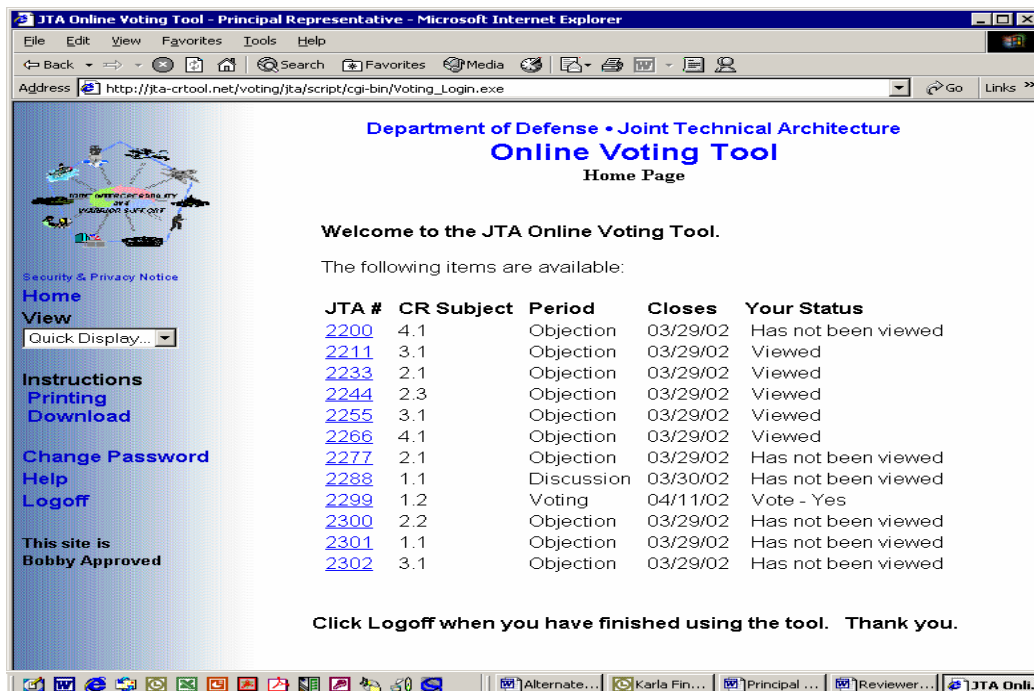 JTA Online Voting Tool - Principal Representative - Microsoft Internet Explorer
File Edit View Favorites Tools Help
Back Search Favorites Media
Address http://jta-crtool.net/voting/jta/script/cgi-bin/Voting_Login.exe Go Links »
Department of Defense • Joint Technical Architecture
Online Voting Tool
Home Page
JOINT INTEROPERABILITY
and
WARRIOR SUPPORT
Security & Privacy Notice
Home
View
Quick Display...
Instructions
Printing
Download
Change Password
Help
Logoff
This site is
Bobby Approved
Welcome to the JTA Online Voting Tool.
The following items are available:
JTA # CR Subject Period Closes Your Status
2200 4.1 Objection 03/29/02 Has not been viewed
2211 3.1 Objection 03/29/02 Viewed
2233 2.1 Objection 03/29/02 Viewed
2244 2.3 Objection 03/29/02 Viewed
2255 3.1 Objection 03/29/02 Viewed
2266 4.1 Objection 03/29/02 Viewed
2277 2.1 Objection 03/29/02 Has not been viewed
2288 1.1 Discussion 03/30/02 Has not been viewed
2299 1.2 Voting 04/11/02 Vote - Yes
2300 2.2 Objection 03/29/02 Has not been viewed
2301 1.1 Objection 03/29/02 Has not been viewed
2302 3.1 Objection 03/29/02 Has not been viewed
Click Logoff when you have finished using the tool. Thank you.
Alternate... Karla Fin... Principal ... Reviewer... JTA Onl